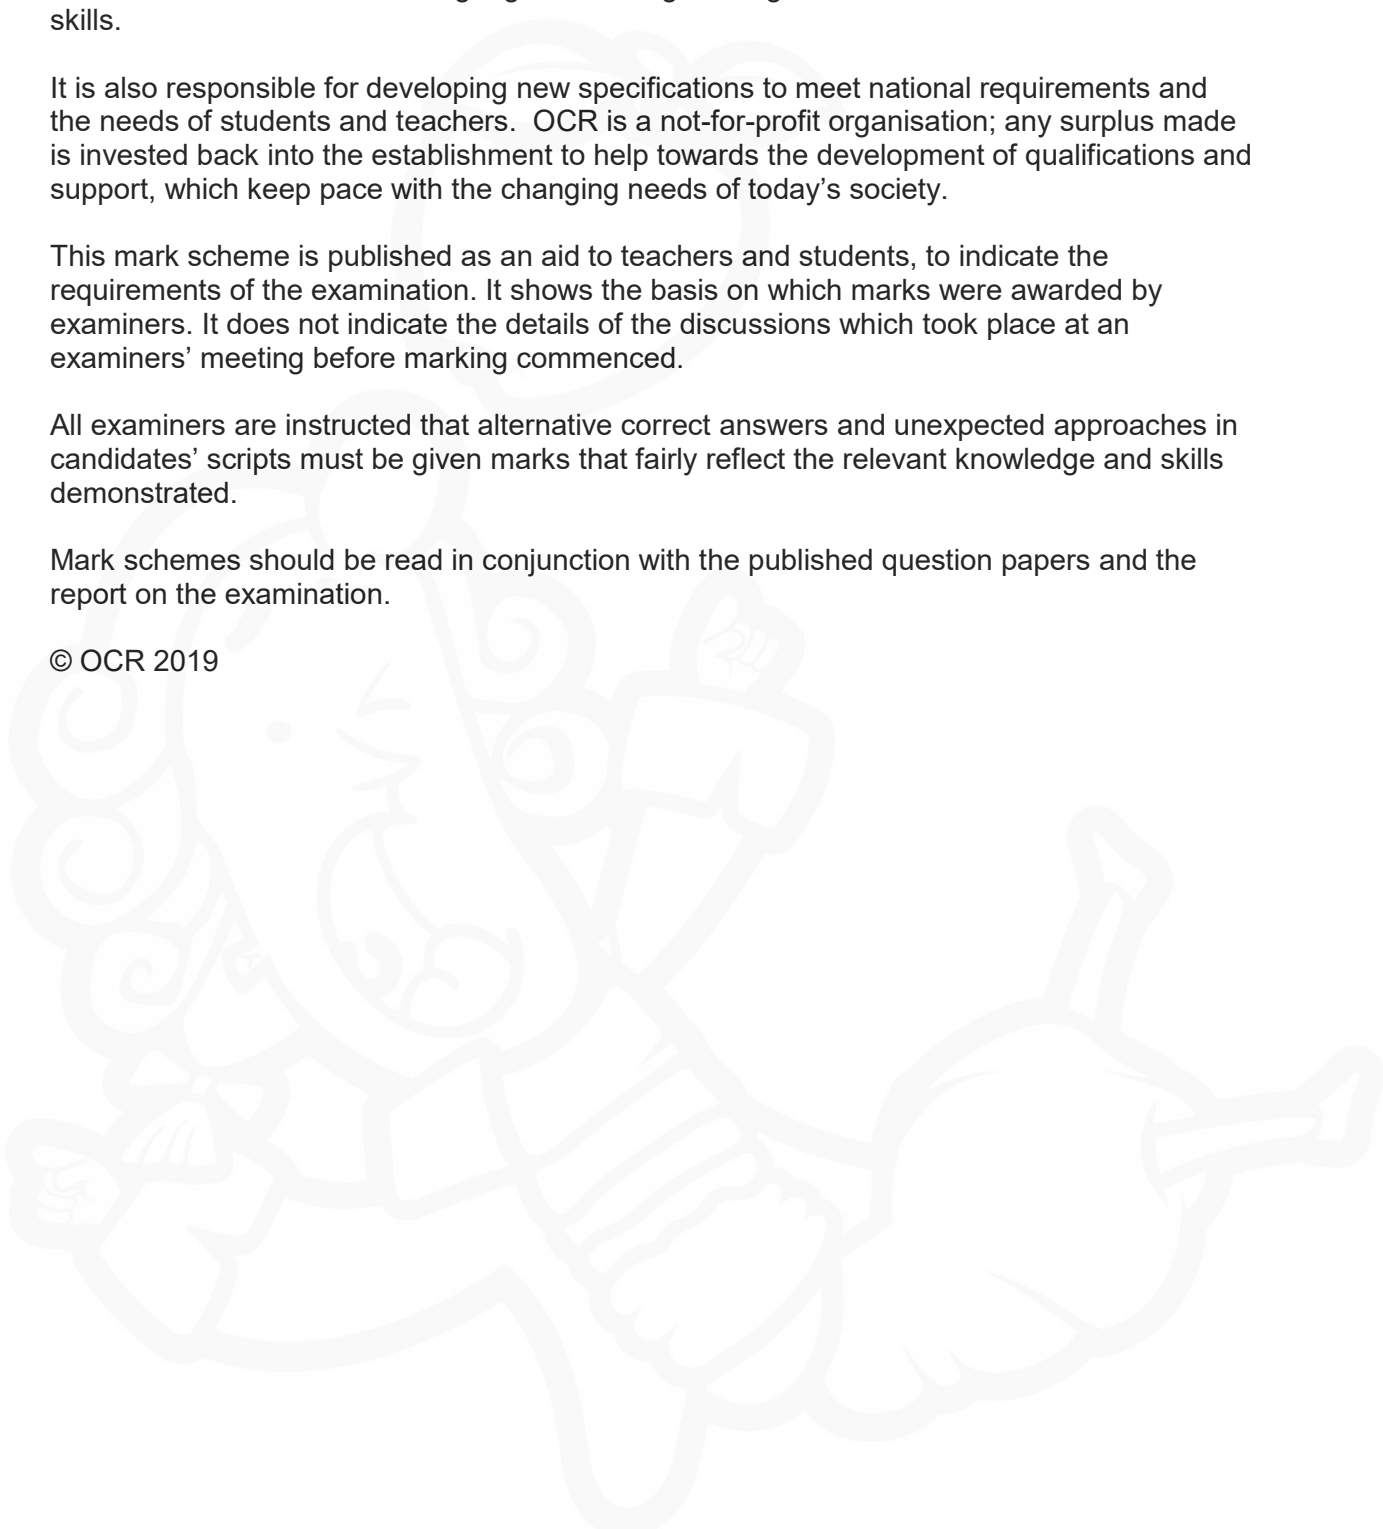 skills.
It is also responsible for developing new specifications to meet national requirements and
the needs of students and teachers.  OCR is a not-for-profit organisation; any surplus made
is invested back into the establishment to help towards the development of qualifications and
support, which keep pace with the changing needs of today’s society.
This mark scheme is published as an aid to teachers and students, to indicate the
requirements of the examination. It shows the basis on which marks were awarded by
examiners. It does not indicate the details of the discussions which took place at an
examiners’ meeting before marking commenced.
All examiners are instructed that alternative correct answers and unexpected approaches in
candidates’ scripts must be given marks that fairly reflect the relevant knowledge and skills
demonstrated.
Mark schemes should be read in conjunction with the published question papers and the
report on the examination.
© OCR 2019